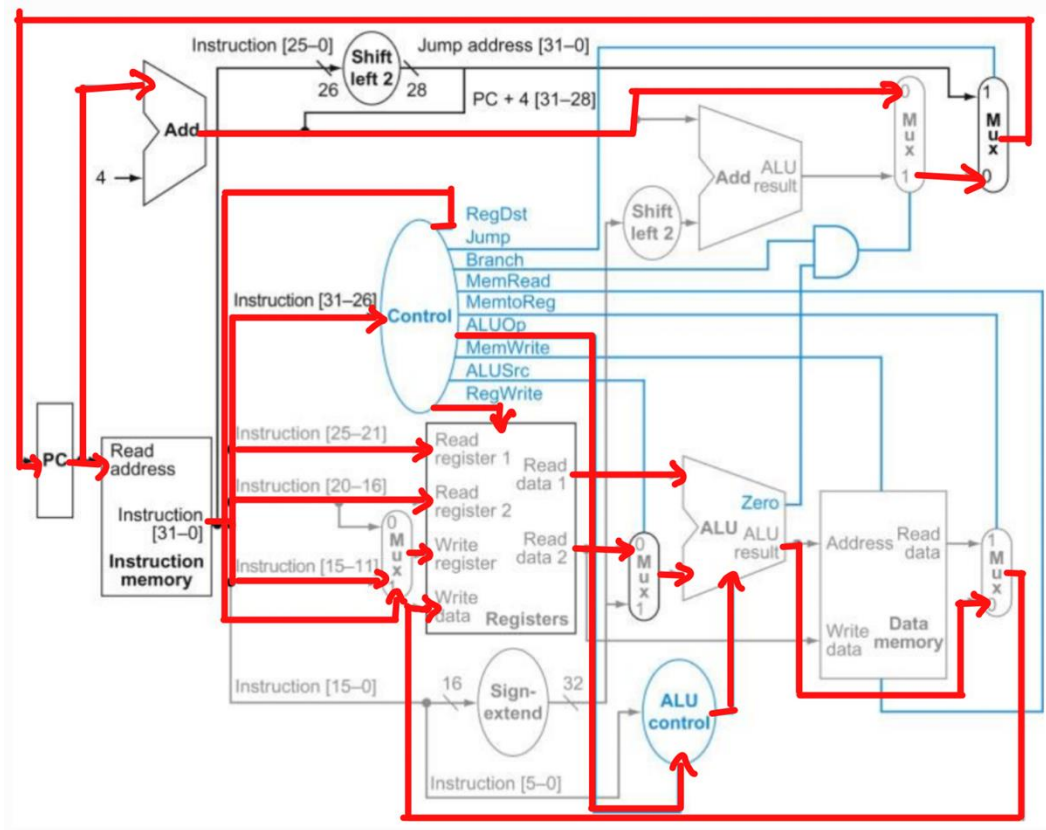 Instruction [25–0]
Shift
left 2
Jump address [31–0]
26
28
PC + 4 [31–28]
Add
4
0
M
u
x
1
1
M
u
x
0
Add
ALU
result
Shift
left 2
RegDst
Jump
Branch
MemRead
MemtoReg
ALUOp
MemWrite
ALUSrc
RegWrite
Control
Instruction [31–26]
PC
Read
address
Instruction
[31–0]
Instruction
memory
Instruction [25–21]
Instruction [20–16]
Instruction [15–11]
0
M
u
x
1
Read
register 1
Read
register 2
Write
register
Write
data
Read
data 1
Read
data 2
Registers
0
M
u
x
1
Zero
ALU
ALU
result
Address
Read
data
Write
data
Data
memory
1
M
u
x
0
Instruction [15–0]
16
Sign-
extend
32
ALU
control
Instruction [5–0]